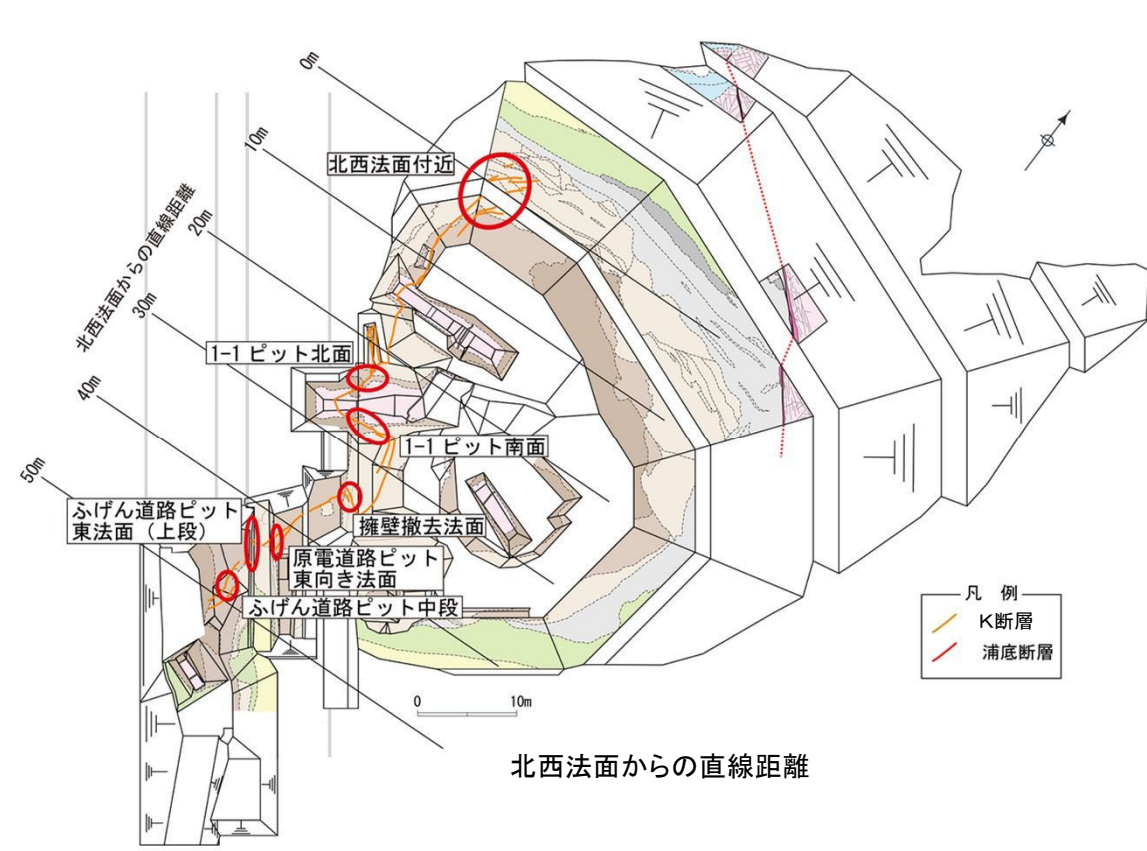 0m
10m
北西法面付近
20m
北西法面からの直線距離
30m
1-1 ピット北面
40m
1-1 ピット南面
50m
ふげん道路ピット
東法面（上段）
擁壁撤去法面
原電道路ピット
東向き法面
ふげん道路ピット中段
凡 例
K断層
浦底断層
0 10m
北西法面からの直線距離